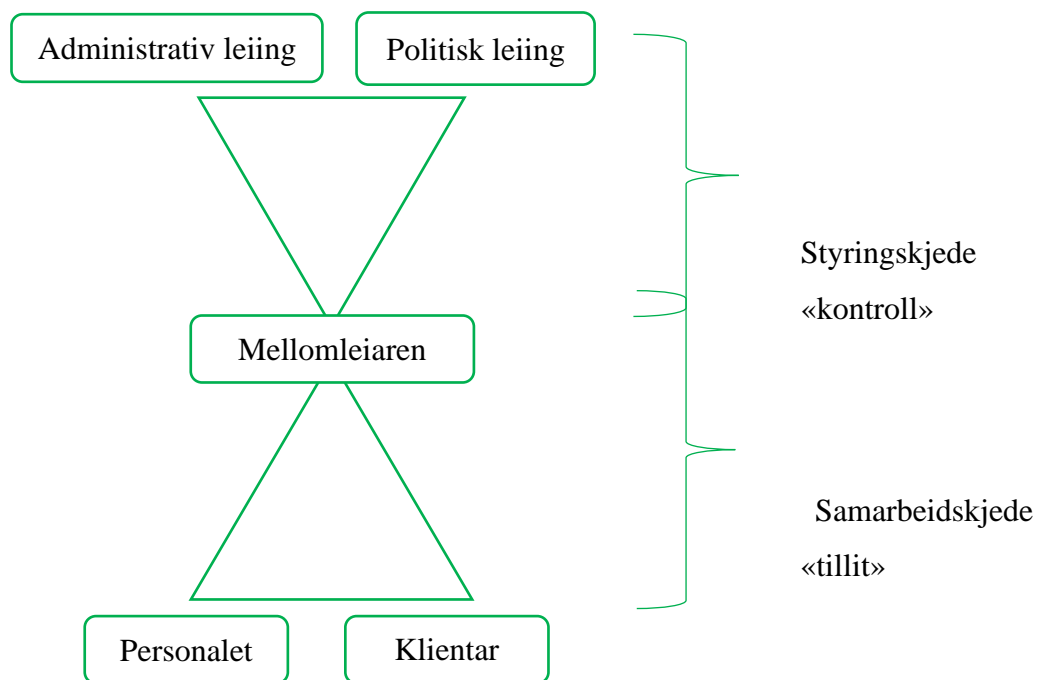 Administrativ leiing
Politisk leiing
Styringskjede
«kontroll»
Mellomleiaren
Samarbeidskjede
«tillit»
Personalet
Klientar